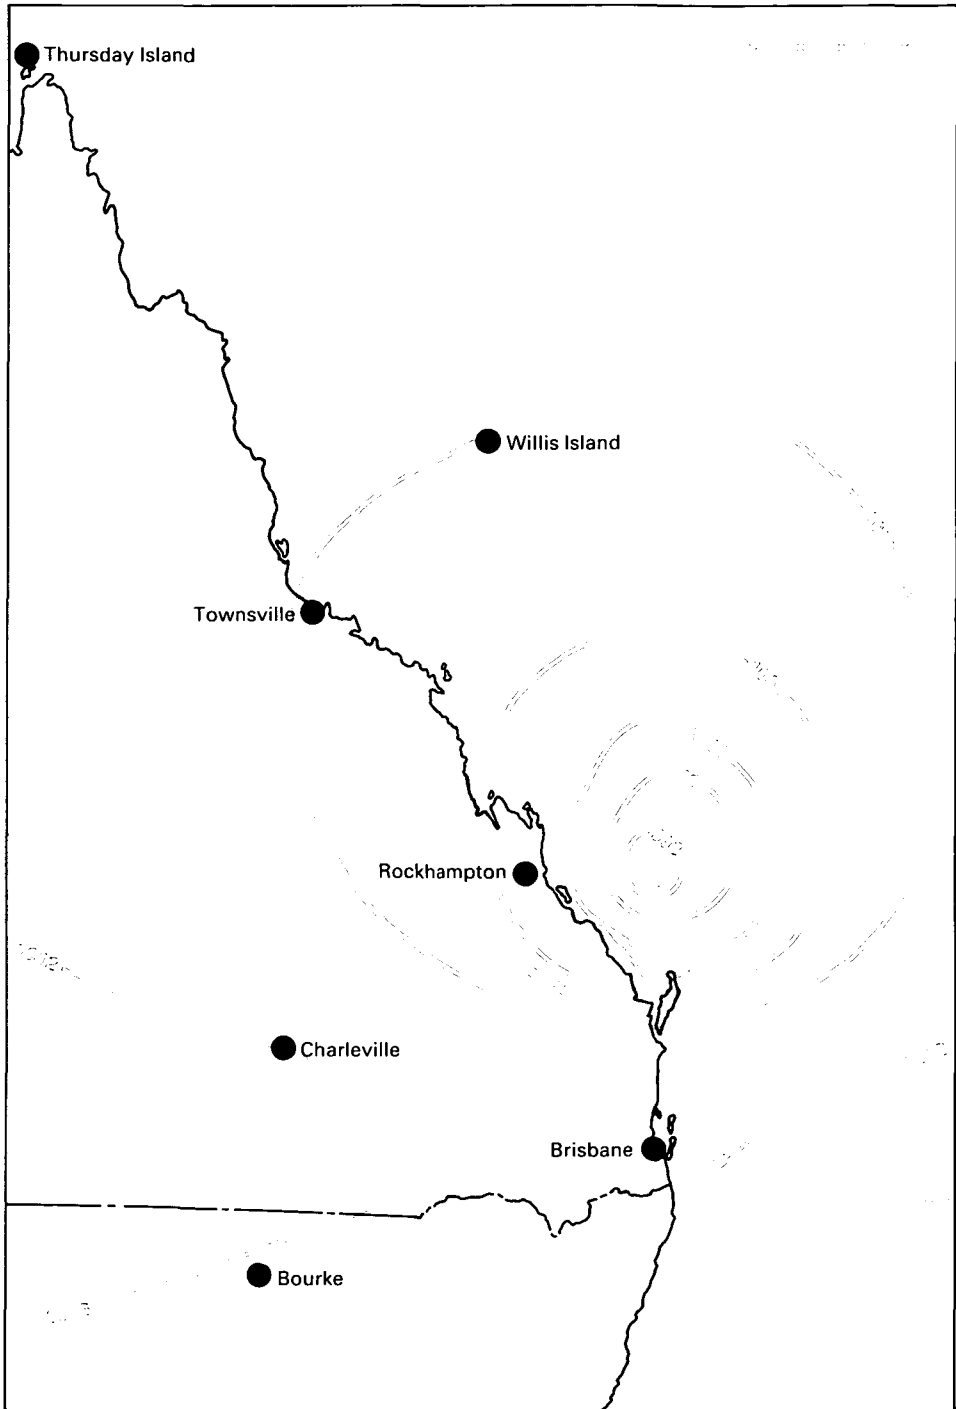 Thursday Island
Willis Island
Townsville
Rockhampton
Charleville
Brisbane
Bourke